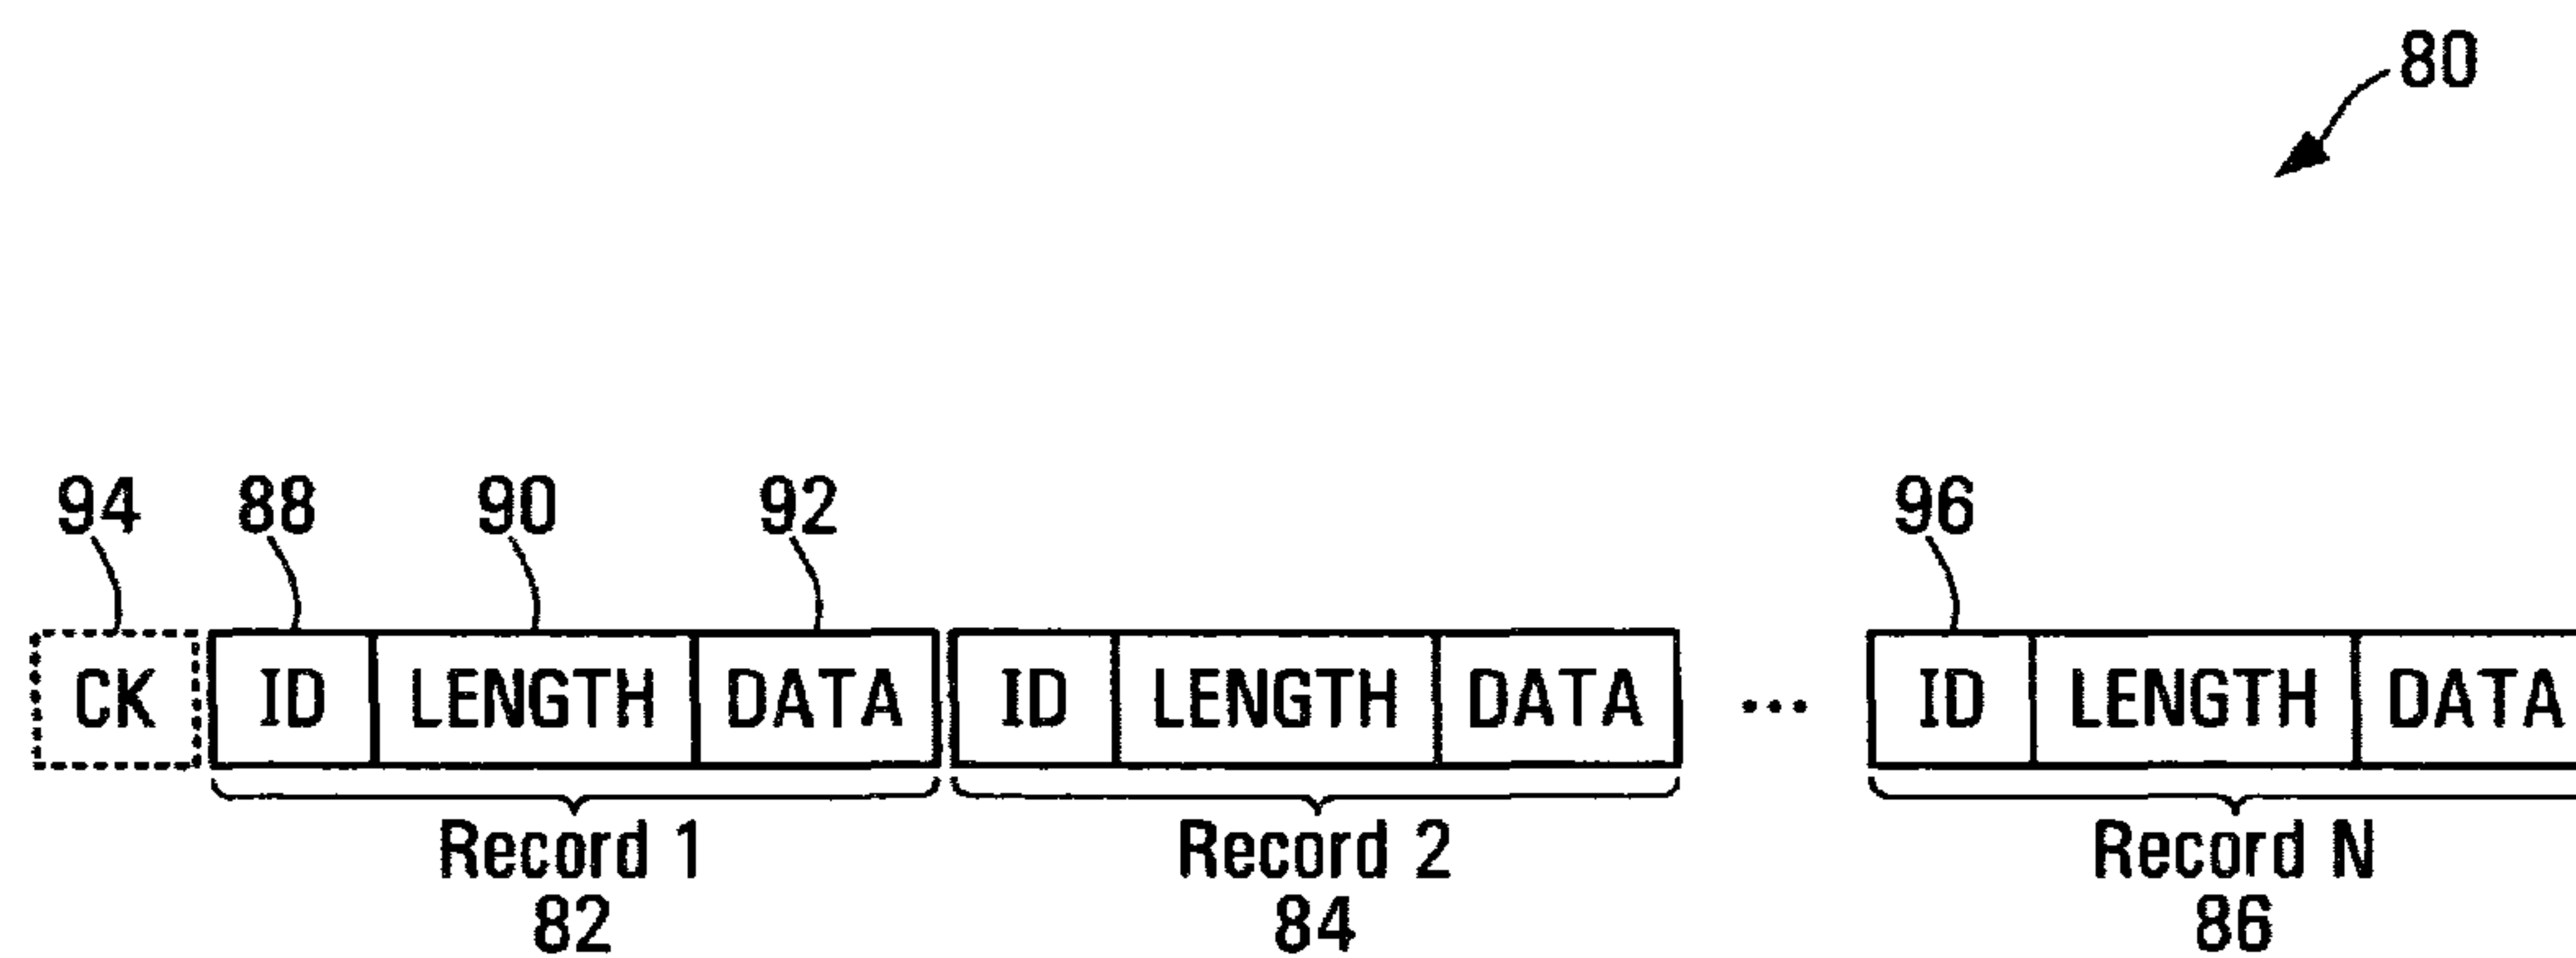 80
94 88 90 92 96
CK ID LENGTH DATA ID LENGTH DATA ... ID LENGTH DATA
Record 1 Record 2 Record N
82 84 86